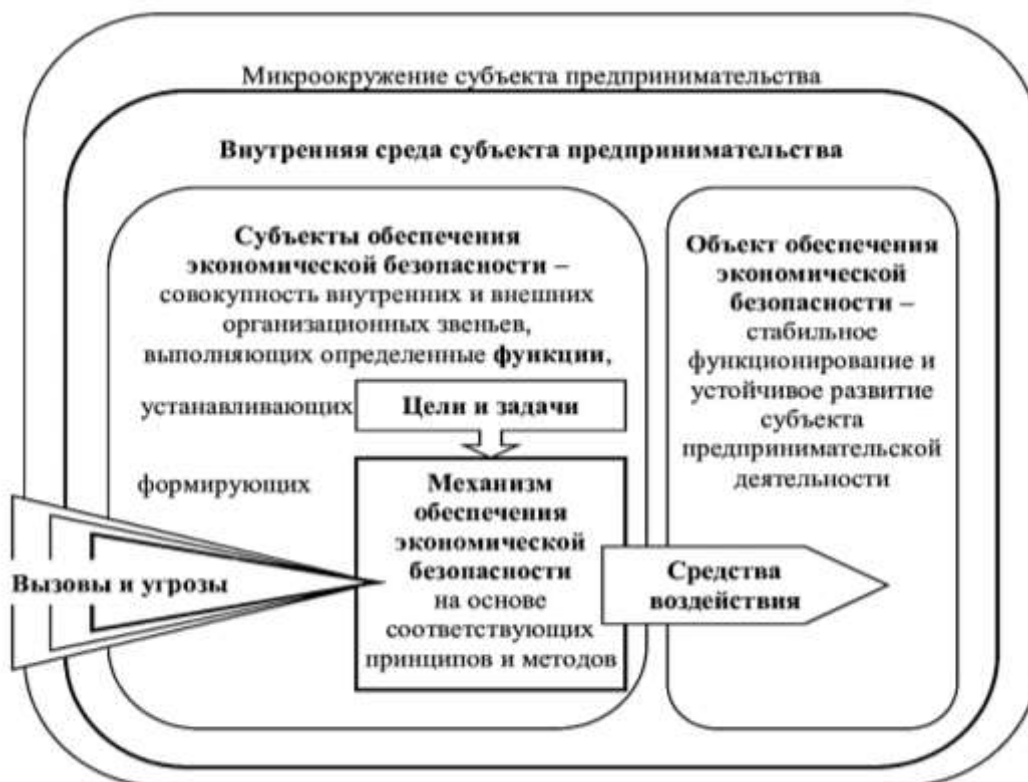 Микроокружение субъекта предпринимательства
Внутренняя среда субъекта предпринимательства
Субъекты обеспечения
экономической безопасности –
совокупность внутренних и внешних
организационных звеньев,
выполняющих определенные функции,
устанавливающих
Цели и задачи
формирующих
Механизм
обеспечения
экономической
безопасности
на основе
соответствующих
принципов и методов
Вызовы и угрозы
Средства
воздействия
Объект обеспечения
экономической
безопасности –
стабильное
функционирование и
устойчивое развитие
субъекта
предпринимательской
деятельности